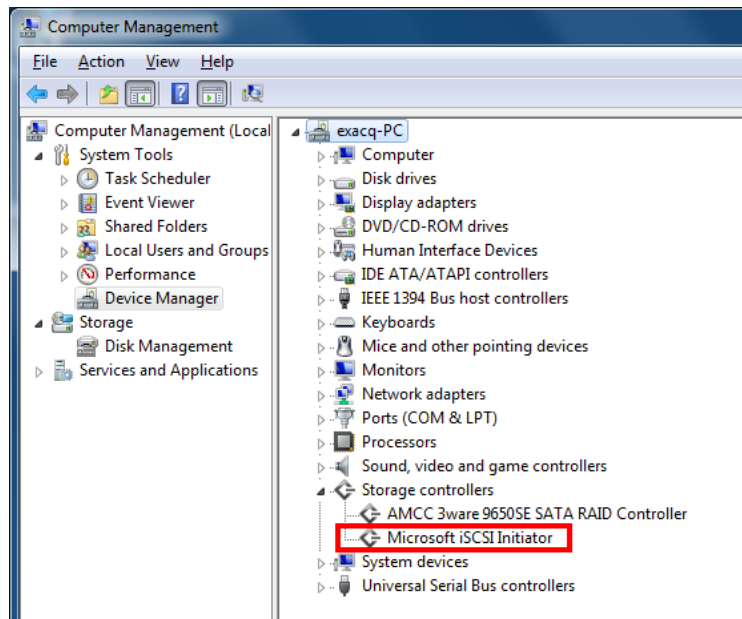 Computer Management
File Action View Help
Computer Management (Local
System Tools
Task Scheduler
Event Viewer
Shared Folders
Local Users and Groups
Performance
Device Manager
Storage
Disk Management
Services and Applications
exacq-PC
Computer
Disk drives
Display adapters
DVD/CD-ROM drives
Human Interface Devices
IDE ATA/ATAPI controllers
IEEE 1394 Bus host controllers
Keyboards
Mice and other pointing devices
Monitors
Network adapters
Ports (COM & LPT)
Processors
Sound, video and game controllers
Storage controllers
AMCC 3ware 9650SE SATA RAID Controller
Microsoft iSCSI Initiator
System devices
Universal Serial Bus controllers